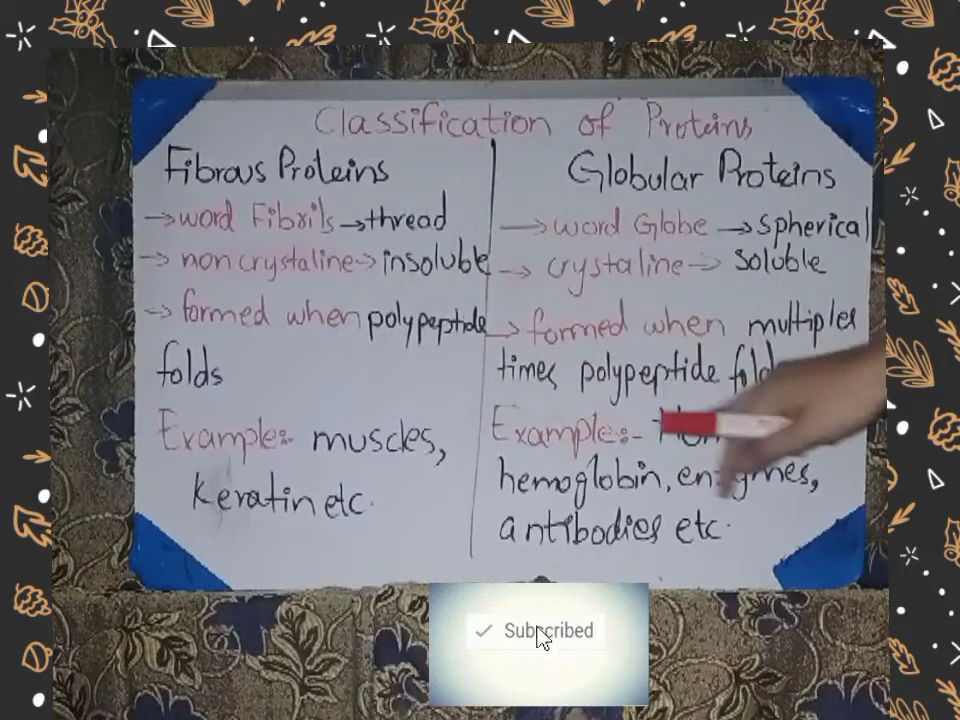 Classification of Proteins
Fibrous Proteins
→word Fibrils→thread
→ non crystaline→insoluble
→ formed when polypeptide
folds
Example:- muscles,
Keratin etc.
Globular Proteins
→word Globe →spherical
→ crystaline→ soluble
→ formed when multiples
times polypeptide
Example:-
hemoglobin, enzymes,
antibodies etc.
Subscribed